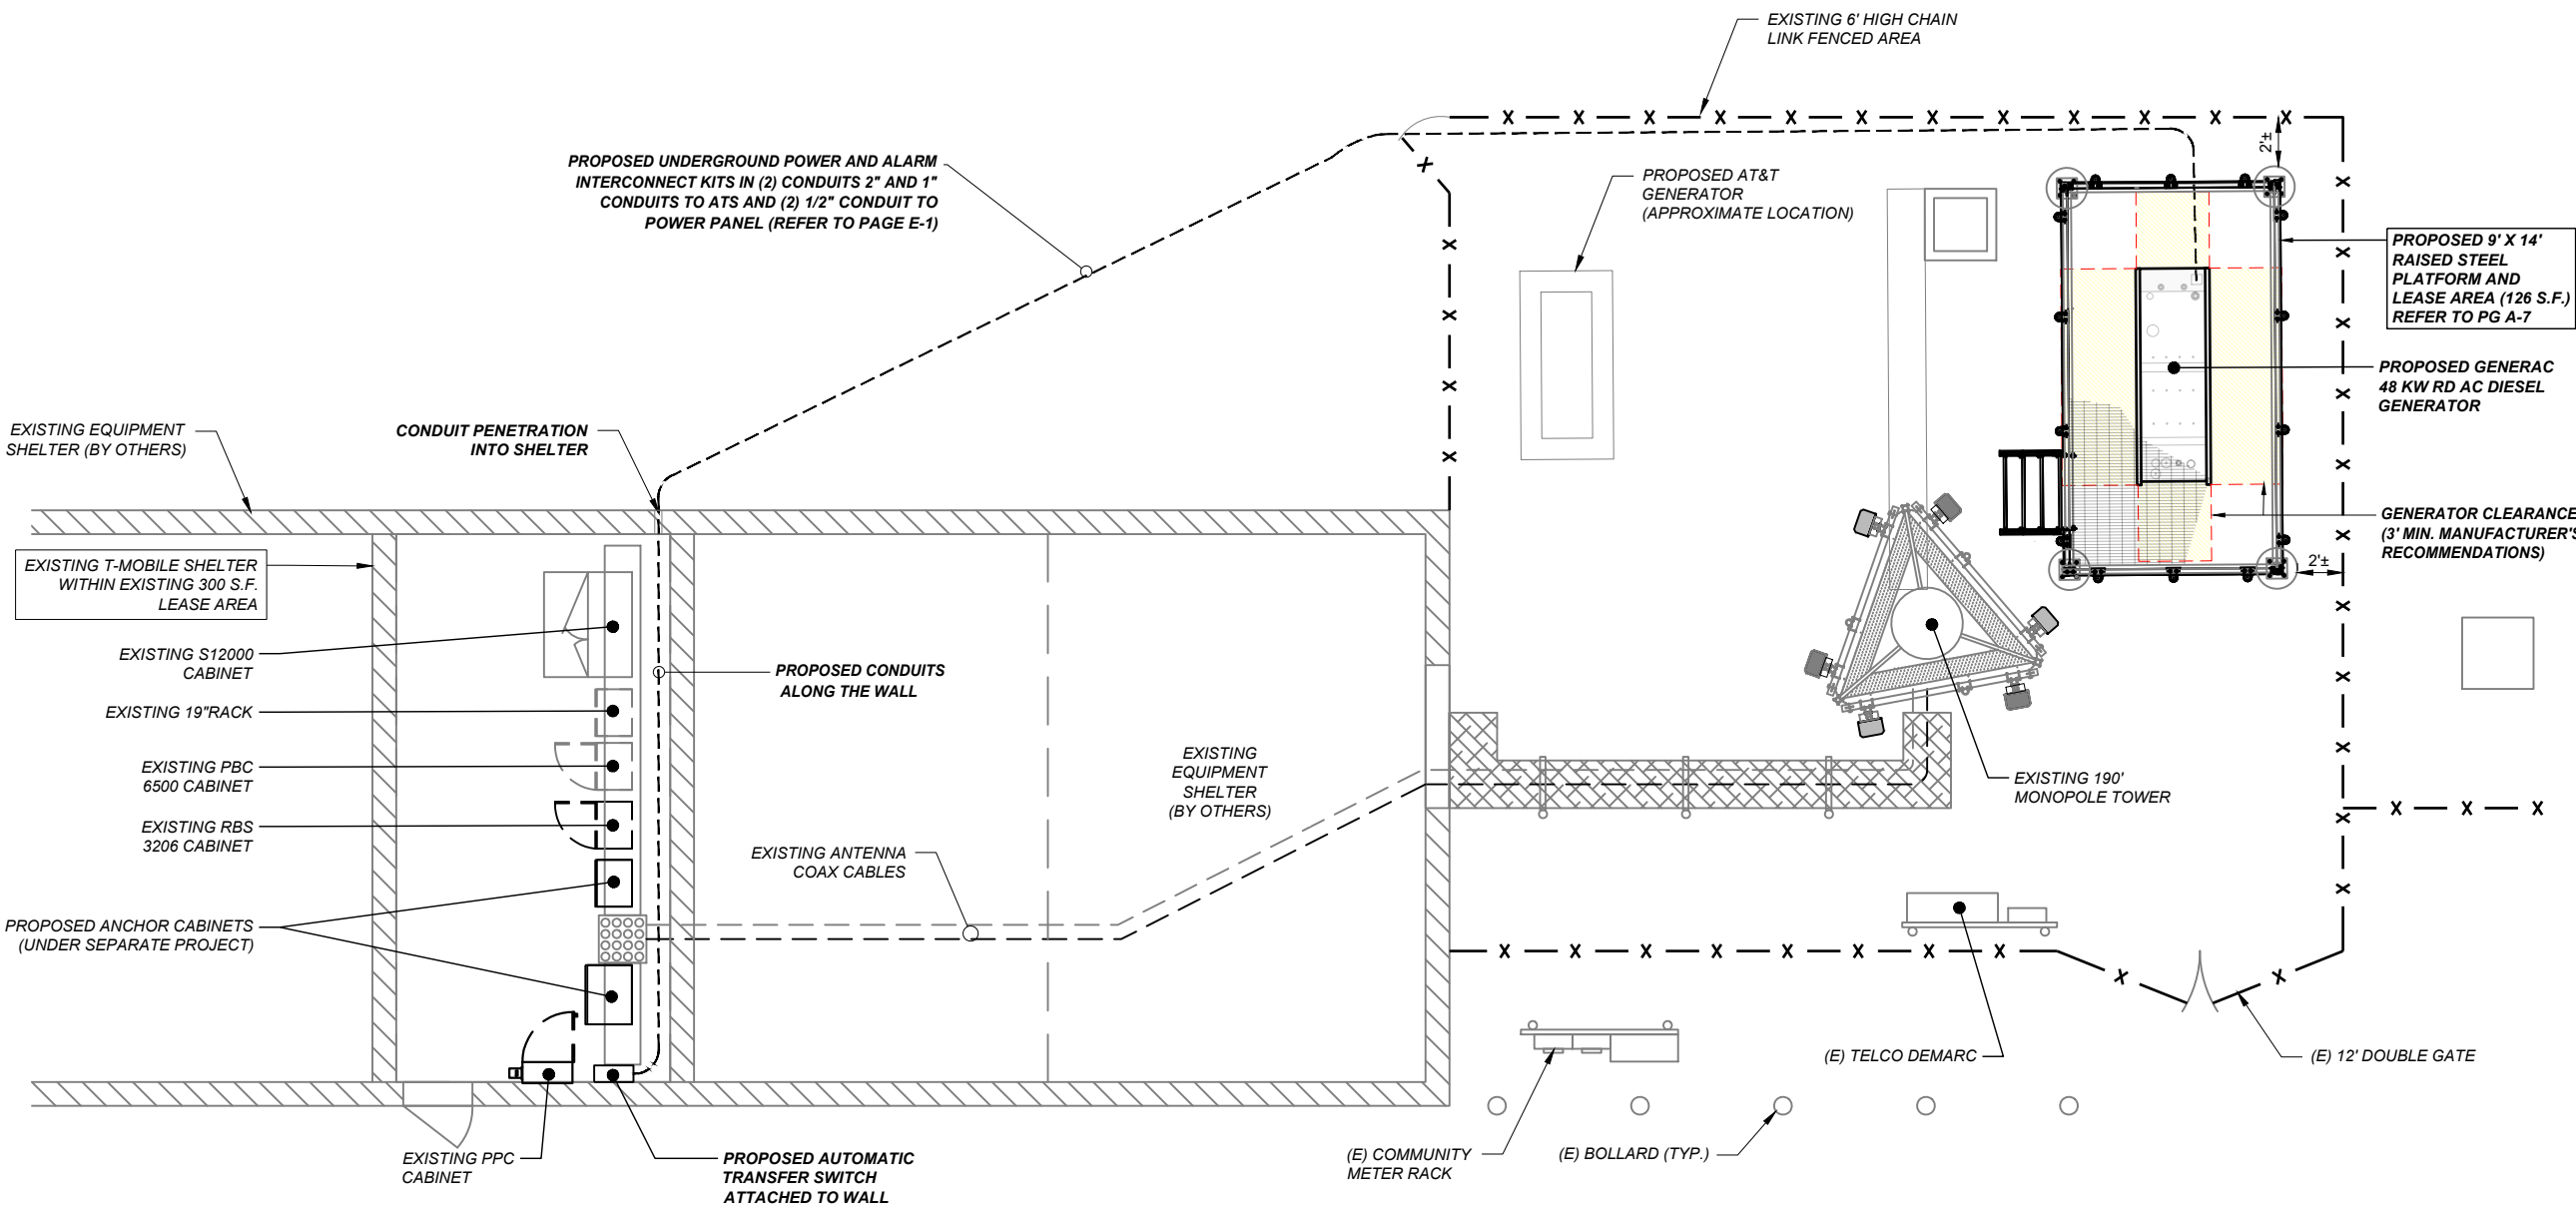 EXISTING 6' HIGH CHAIN
LINK FENCED AREA
PROPOSED UNDERGROUND POWER AND ALARM
INTERCONNECT KITS IN (2) CONDUITS 2" AND 1"
CONDUITS TO ATS AND (2) 1/2" CONDUIT TO
POWER PANEL (REFER TO PAGE E-1)
PROPOSED AT&T
GENERATOR
(APPROXIMATE LOCATION)
2'±
PROPOSED 9' X 14'
RAISED STEEL
PLATFORM AND
LEASE AREA (126 S.F.)
REFER TO PG A-7
PROPOSED GENERAC
48 KW RD AC DIESEL
GENERATOR
EXISTING EQUIPMENT
SHELTER (BY OTHERS)
CONDUIT PENETRATION
INTO SHELTER
GENERATOR CLEARANCE
(3' MIN. MANUFACTURER'S
RECOMMENDATIONS)
2'±
EXISTING T-MOBILE SHELTER
WITHIN EXISTING 300 S.F.
LEASE AREA
EXISTING S12000
CABINET
PROPOSED CONDUITS
ALONG THE WALL
EXISTING 19"RACK
EXISTING PBC
6500 CABINET
EXISTING
EQUIPMENT
SHELTER
(BY OTHERS)
EXISTING 190'
MONOPOLE TOWER
EXISTING RBS
3206 CABINET
EXISTING ANTENNA
COAX CABLES
PROPOSED ANCHOR CABINETS
(UNDER SEPARATE PROJECT)
(E) TELCO DEMARC
(E) 12' DOUBLE GATE
EXISTING PPC
CABINET
PROPOSED AUTOMATIC
TRANSFER SWITCH
ATTACHED TO WALL
(E) COMMUNITY
METER RACK
(E) BOLLARD (TYP.)